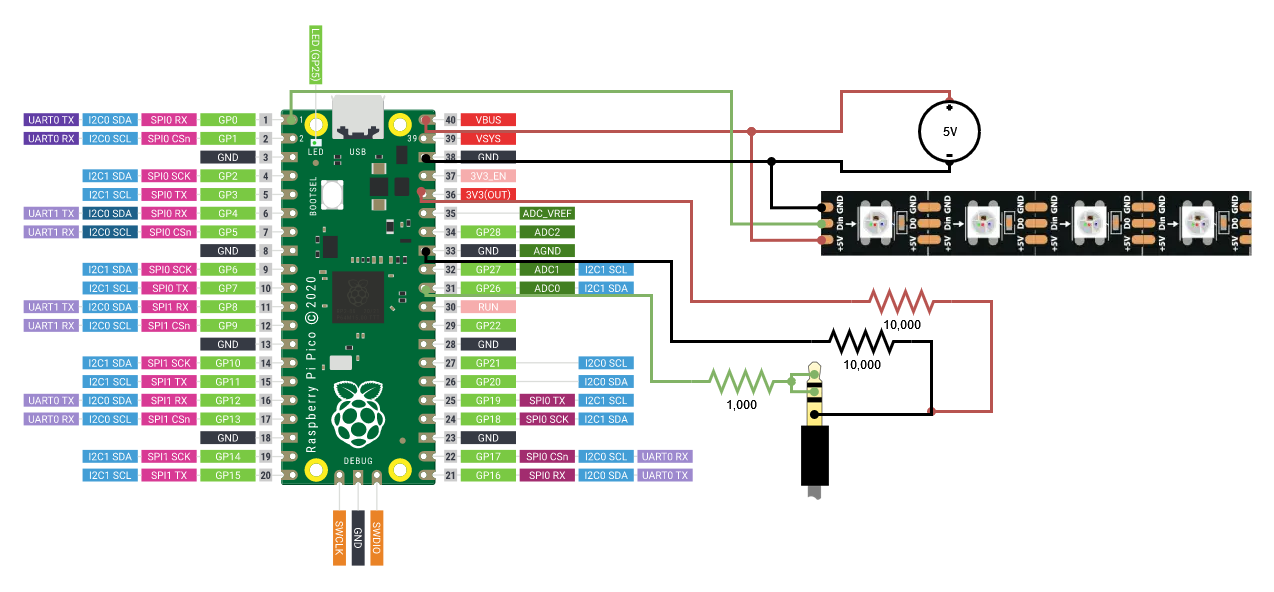 LED (GP25)
UART0 TX I2C0 SDA SPI0 RX GP0 1
UART0 RX I2C0 SCL SPI0 CSn GP1 2
GND 3
I2C1 SDA SPI0 SCK GP2 4
I2C1 SCL SPI0 TX GP3 5
UART1 TX I2C0 SDA SPI0 RX GP4 6
UART1 RX I2C0 SCL SPI0 CSn GP5 7
GND 8
I2C1 SDA SPI0 SCK GP6 9
I2C1 SCL SPI0 TX GP7 10
UART1 TX I2C0 SDA SPI1 RX GP8 11
UART1 RX I2C0 SCL SPI1 CSn GP9 12
GND 13
I2C1 SDA SPI1 SCK GP10 14
I2C1 SCL SPI1 TX GP11 15
UART0 TX I2C0 SDA SPI1 RX GP12 16
UART0 RX I2C0 SCL SPI1 CSn GP13 17
GND 18
I2C1 SDA SPI1 SCK GP14 19
I2C1 SCL SPI1 TX GP15 20
1
2
39
LED
USB
BOOTSEL
Raspberry Pi Pico © 2020
DEBUG
SWCLK
GND
SWDIO
40 VBUS
39 VSYS
38 GND
37 3V3_EN
36 3V3(OUT)
35 ADC_VREF
34 GP28 ADC2
33 GND AGND
32 GP27 ADC1 I2C1 SCL
31 GP26 ADC0 I2C1 SDA
30 RUN
29 GP22
28 GND
27 GP21 I2C0 SCL
26 GP20 I2C0 SDA
25 GP19 SPI0 TX I2C1 SCL
24 GP18 SPI0 SCK I2C1 SDA
23 GND
22 GP17 SPI0 CSn I2C0 SCL UART0 RX
21 GP16 SPI0 RX I2C0 SDA UART0 TX
+
5V
-
+5V Din GND
+5V D0 GND
+5V Din GND
+5V D0 GND
+5V Din GND
+5V D0 GND
+5V Din GND
10,000
10,000
1,000